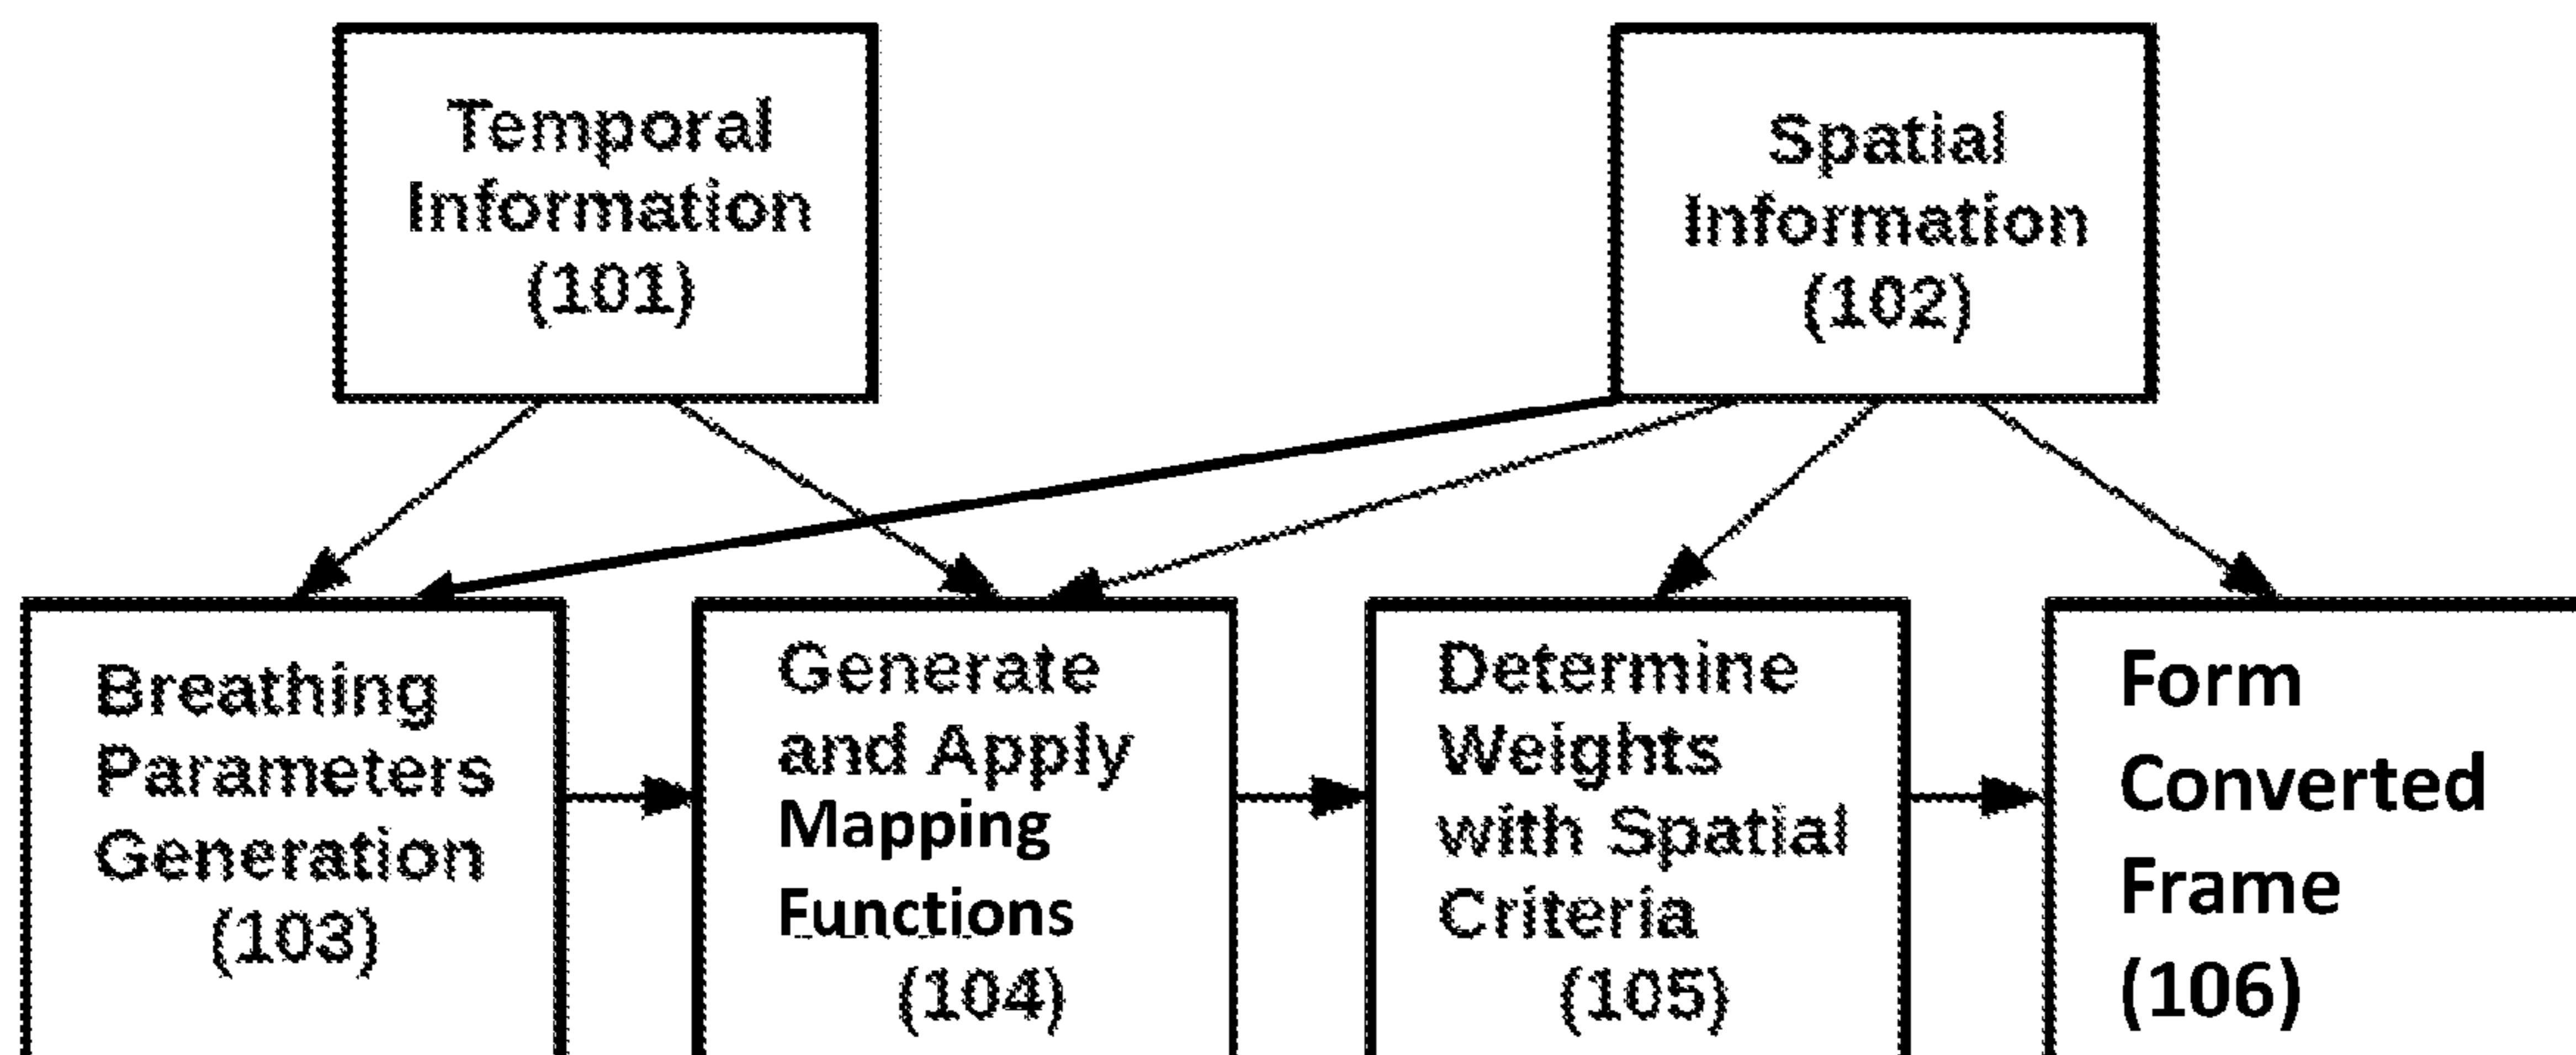 Temporal
Information
(101)
Spatial
Information
(102)
Breathing
Parameters
Generation
(103)
Generate
and Apply
Mapping
Functions
(104)
Determine
Weights
with Spatial
Criteria
(105)
Form
Converted
Frame
(106)